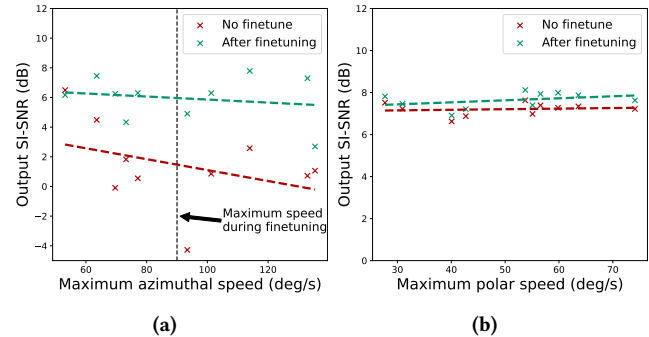 No finetune
After finetuning
12
10
8
6
4
2
0
−2
−4
Output SI-SNR (dB)
Maximum speed
during finetuning
60
80
100
120
Maximum azimuthal speed (deg/s)
(a)
No finetune
After finetuning
12
10
8
6
4
2
0
Output SI-SNR (dB)
30
40
50
60
70
Maximum polar speed (deg/s)
(b)